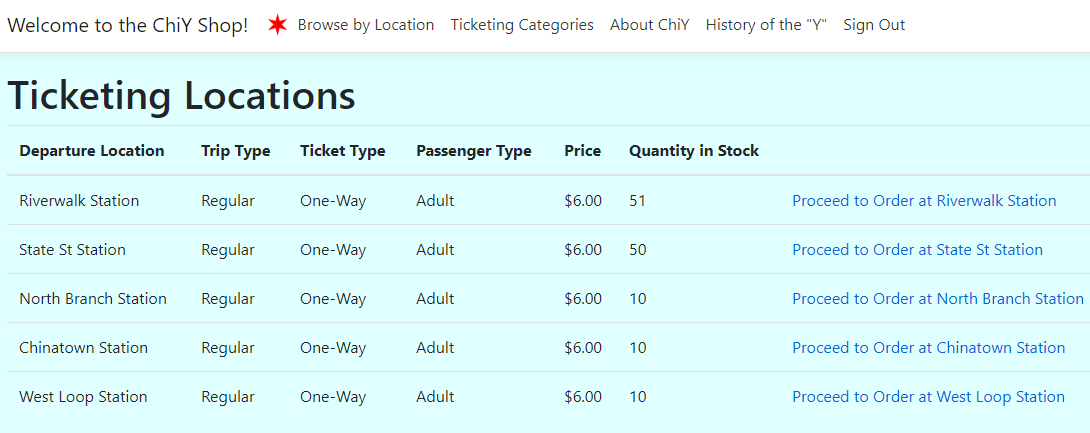 Welcome to the ChiY Shop! Browse by Location Ticketing Categories About ChiY History of the "Y" Sign Out
Ticketing Locations
Departure Location Trip Type Ticket Type Passenger Type Price Quantity in Stock
Riverwalk Station Regular One-Way Adult $6.00 51 Proceed to Order at Riverwalk Station
State St Station Regular One-Way Adult $6.00 50 Proceed to Order at State St Station
North Branch Station Regular One-Way Adult $6.00 10 Proceed to Order at North Branch Station
Chinatown Station Regular One-Way Adult $6.00 10 Proceed to Order at Chinatown Station
West Loop Station Regular One-Way Adult $6.00 10 Proceed to Order at West Loop Station